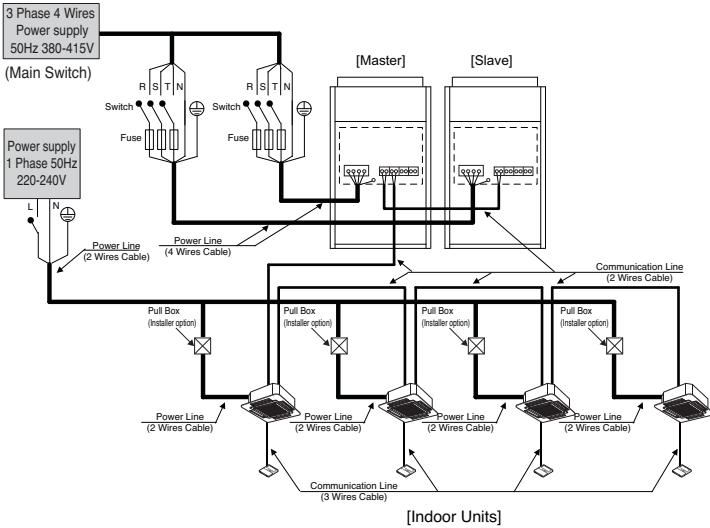 3 Phase 4 Wires
Power supply
50Hz 380-415V
(Main Switch)
[Master]
[Slave]
R S T N
R S T N
Switch
Switch
Fuse
Fuse
Power supply
1 Phase 50Hz
220-240V
L N
Power Line
(2 Wires Cable)
Power Line
(4 Wires Cable)
Communication Line
(2 Wires Cable)
Pull Box
(Installer option)
Pull Box
(Installer option)
Pull Box
(Installer option)
Pull Box
(Installer option)
Power Line
(2 Wires Cable)
Power Line
(2 Wires Cable)
Power Line
(2 Wires Cable)
Power Line
(2 Wires Cable)
Communication Line
(3 Wires Cable)
[Indoor Units]